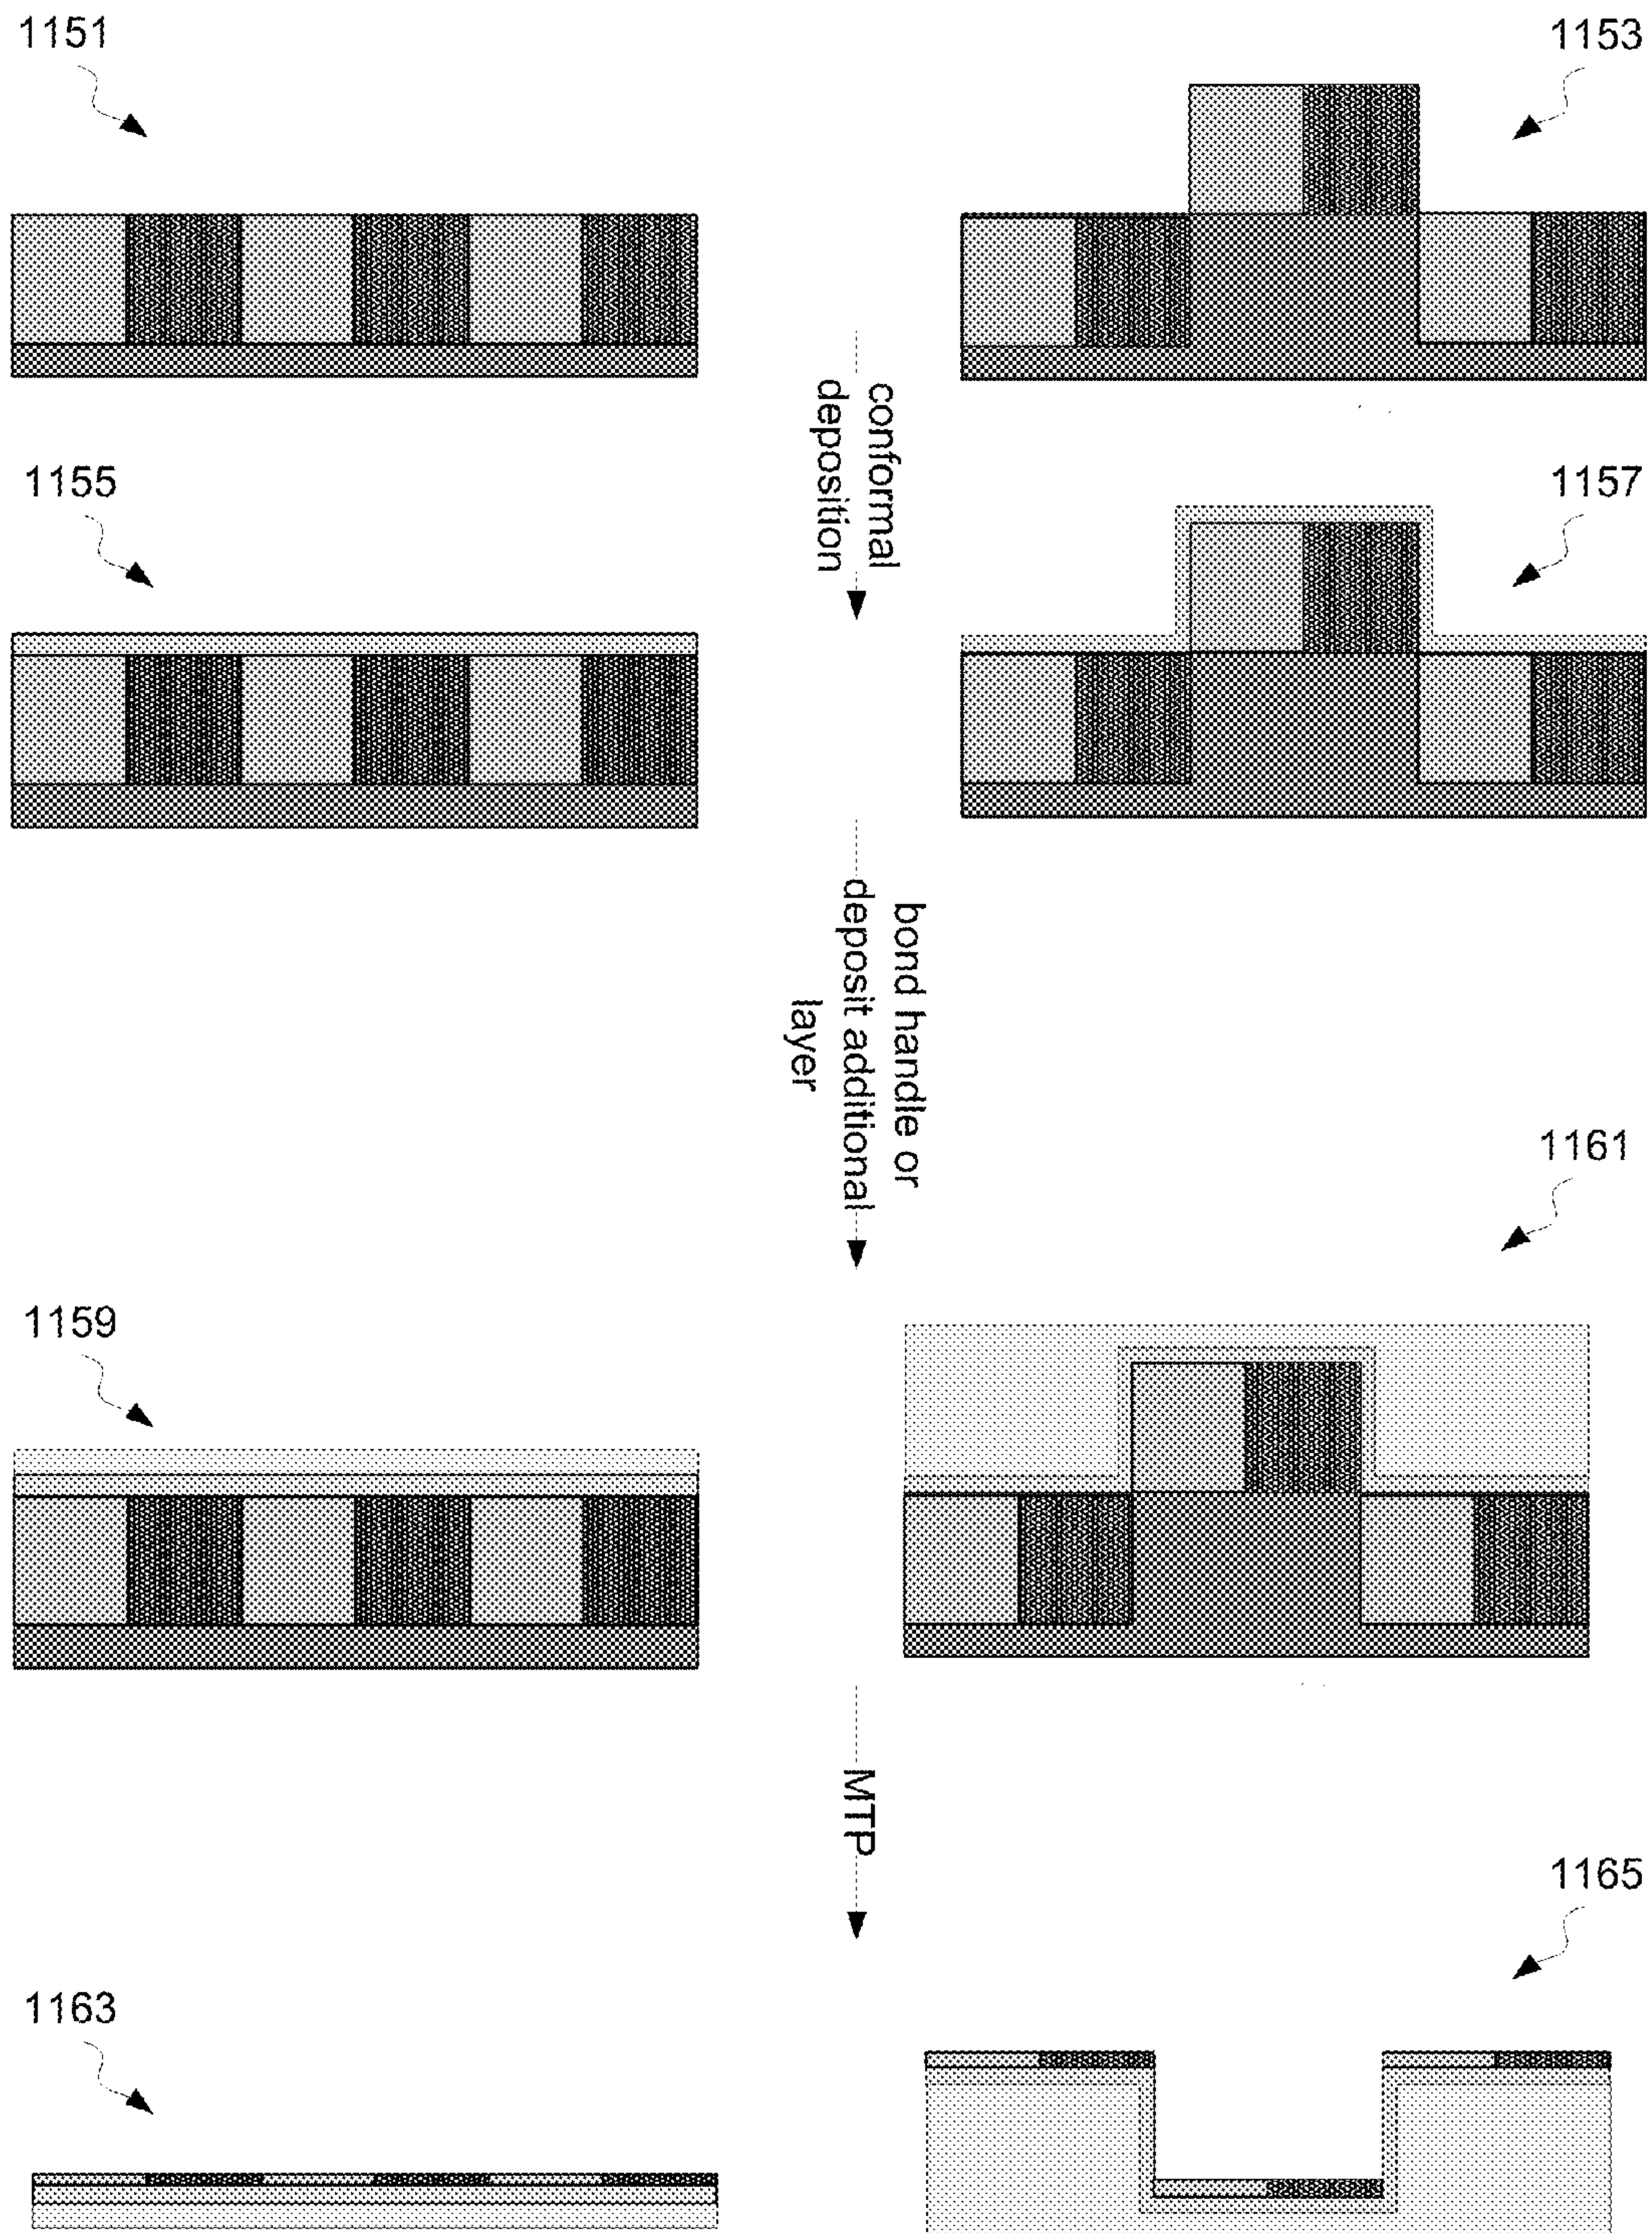 1151
1153
conformal
deposition
1155
1157
bond handle or
deposit additional
layer
1161
1159
MTP
1165
1163